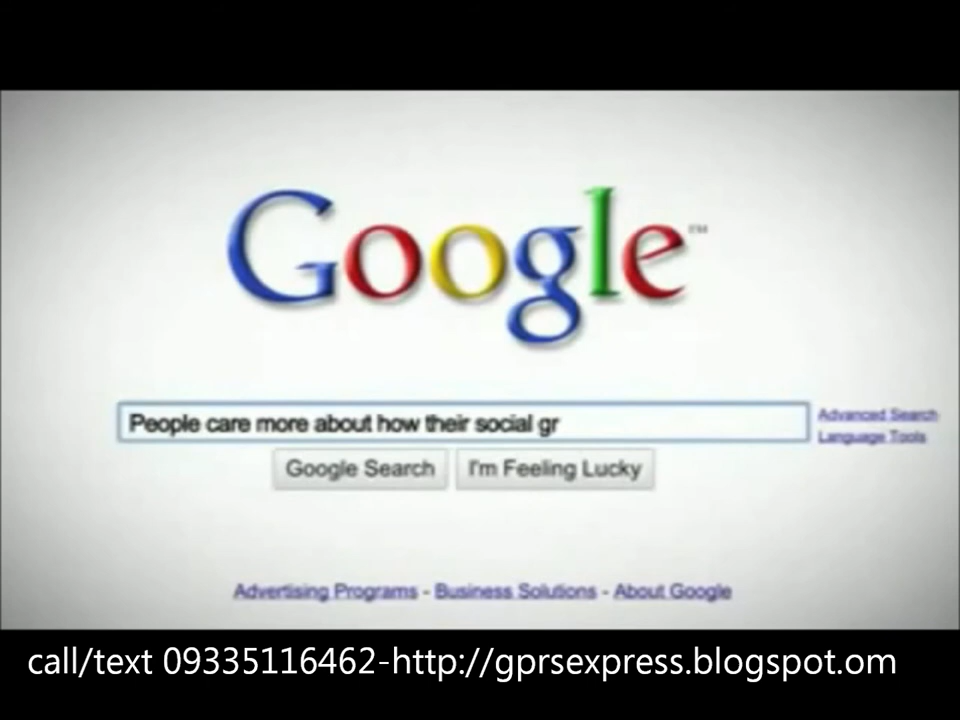 Google™
People care more about how their social gr
Advanced Search
Language Tools
Google Search I'm Feeling Lucky
Advertising Programs - Business Solutions - About Google
call/text 09335116462-http://gprsexpress.blogspot.om